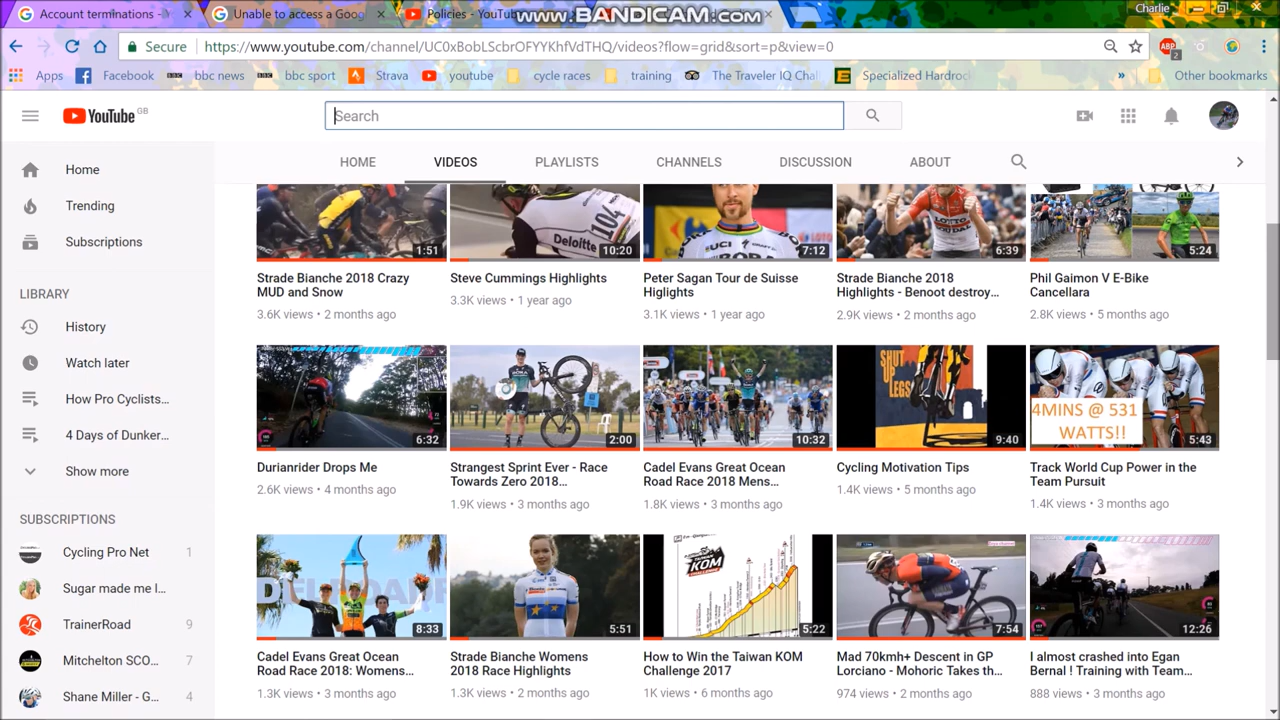 Account terminations -
Unable to access a Goog
Policies - YouTub
www.BANDICAM.com
Charlie
Secure
https://www.youtube.com/channel/UC0xBobLScbrOFYYKhfVdTHQ/videos?flow=grid&sort=p&view=0
ABP
2
Apps
Facebook
BBC
bbc news
BBC
bbc sport
Strava
youtube
cycle races
training
The Traveler IQ Chal
Specialized Hardroc
»
Other bookmarks
YouTube GB
Search
HOME
VIDEOS
PLAYLISTS
CHANNELS
DISCUSSION
ABOUT
Home
Trending
Subscriptions
LIBRARY
History
Watch later
How Pro Cyclists...
4 Days of Dunker...
Show more
SUBSCRIPTIONS
Cycling Pro Net 1
Sugar made me I...
TrainerRoad 9
Mitchelton SCO... 7
Shane Miller - G... 4
1:51
Strade Bianche 2018 Crazy
MUD and Snow
3.6K views • 2 months ago
104
Deloitte
10:20
Steve Cummings Highlights
3.3K views • 1 year ago
UCI
BORA
7:12
Peter Sagan Tour de Suisse
Higlights
3.1K views • 1 year ago
LOTTO
SOUDAL
6:39
Strade Bianche 2018
Highlights - Benoot destroy...
2.9K views • 2 months ago
5:24
Phil Gaimon V E-Bike
Cancellara
2.8K views • 5 months ago
6:32
Durianrider Drops Me
2.6K views • 4 months ago
2:00
Strangest Sprint Ever - Race
Towards Zero 2018...
1.9K views • 3 months ago
10:32
Cadel Evans Great Ocean
Road Race 2018 Mens...
1.8K views • 3 months ago
SHUT
UP
LEGS
9:40
Cycling Motivation Tips
1.4K views • 5 months ago
4MINS @ 531
WATTS!!
5:43
Track World Cup Power in the
Team Pursuit
1.4K views • 3 months ago
8:33
Cadel Evans Great Ocean
Road Race 2018: Womens...
1.3K views • 3 months ago
5:51
Strade Bianche Womens
2018 Race Highlights
1.3K views • 2 months ago
KOM
5:22
How to Win the Taiwan KOM
Challenge 2017
1K views • 6 months ago
7:54
Mad 70kmh+ Descent in GP
Lorciano - Mohoric Takes th...
974 views • 2 months ago
12:26
I almost crashed into Egan
Bernal ! Training with Team...
888 views • 3 months ago